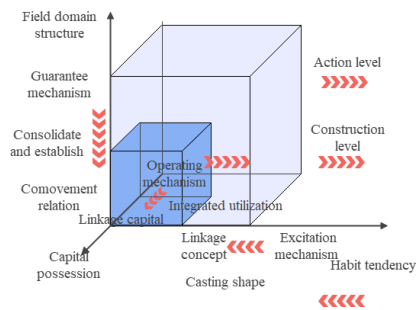 Field domain
structure
Guarantee
mechanism
Action level
Consolidate
and establish
Construction
level
Operating
mechanism
Comovement
relation
Integrated utilization
Linkage capital
Linkage
concept
Excitation
mechanism
Capital
possession
Habit tendency
Casting shape